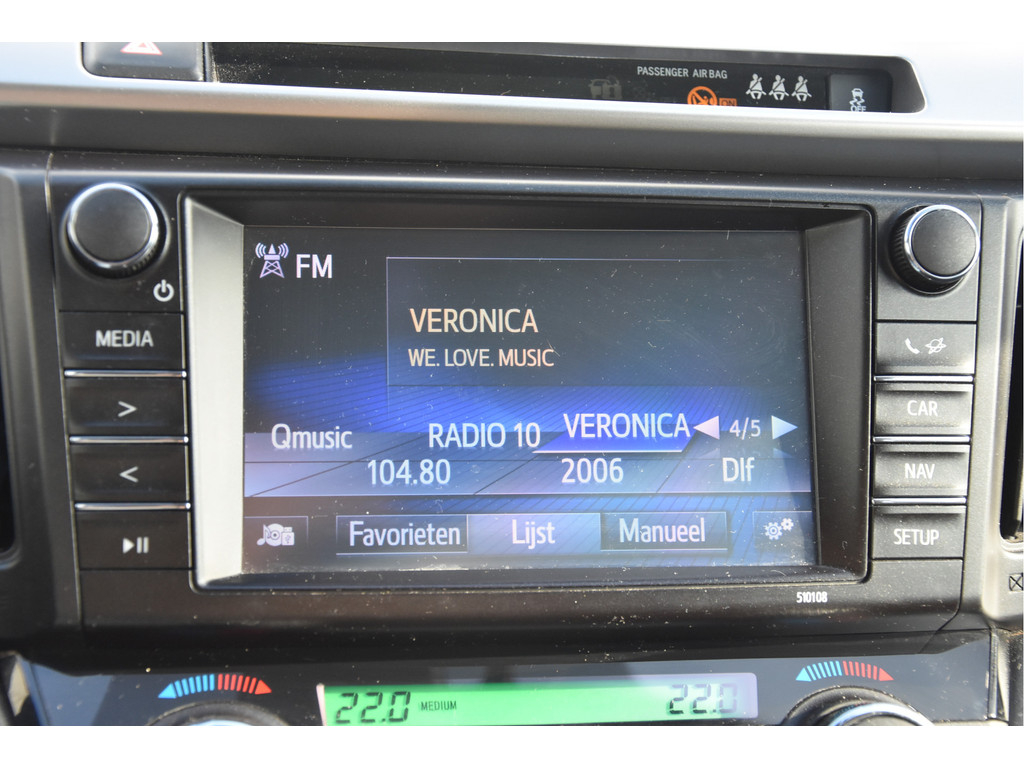 PASSENGER AIR BAG
OFF
FM
VERONICA
WE. LOVE. MUSIC
MEDIA
CAR
Qmusic RADIO 10 VERONICA 4/5
104.80 2006 Dlf
NAV
Favorieten Lijst Manueel
SETUP
510108
22.0 MEDIUM 22.0